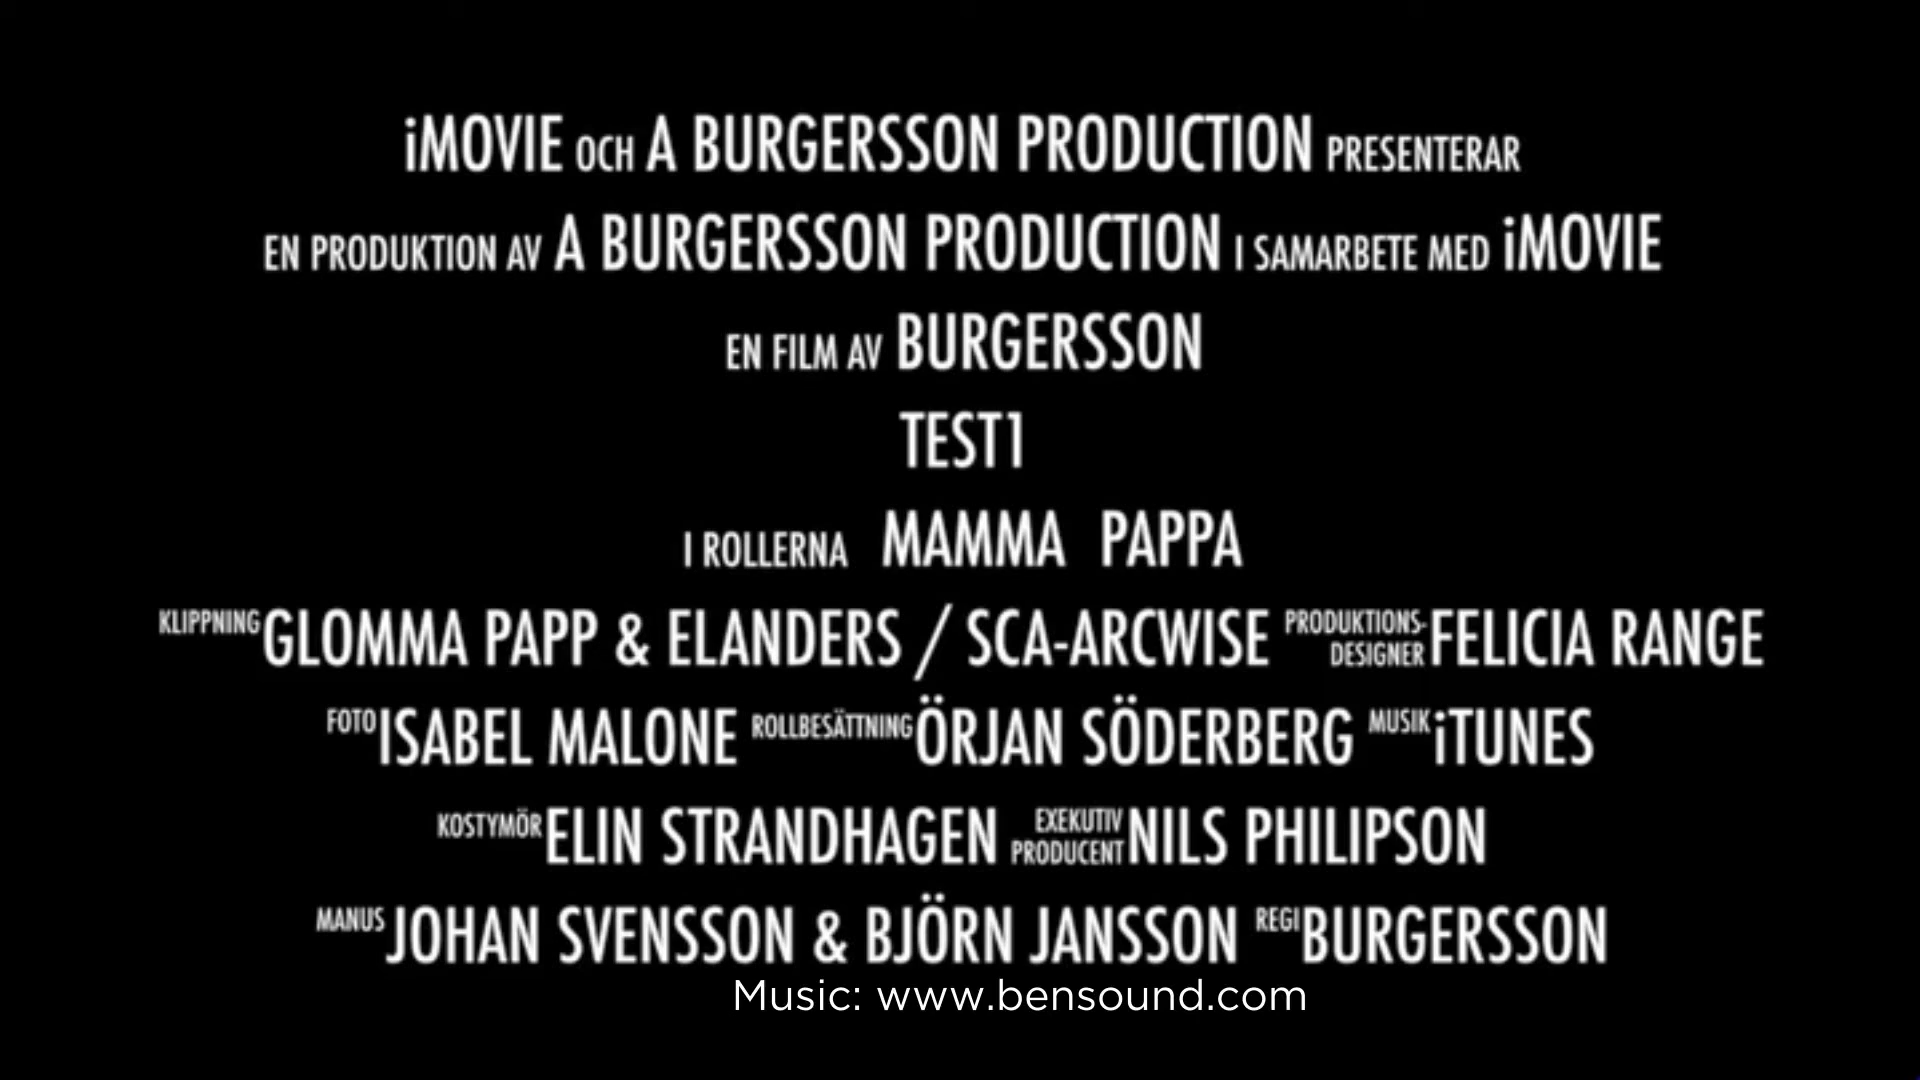 iMOVIE OCH A BURGERSSON PRODUCTION PRESENTERAR
EN PRODUKTION AV A BURGERSSON PRODUCTION I SAMARBETE MED iMOVIE
EN FILM AV BURGERSSON
TEST1
I ROLLERNA MAMMA PAPPA
KLIPPNING GLOMMA PAPP & ELANDERS / SCA-ARCWISE PRODUKTIONS-DESIGNER FELICIA RANGE
FOTO ISABEL MALONE ROLLBESÄTTNING ÖRJAN SÖDERBERG MUSIK iTUNES
KOSTYMÖR ELIN STRANDHAGEN EXEKUTIV PRODUCENT NILS PHILIPSON
MANUS JOHAN SVENSSON & BJÖRN JANSSON REGI BURGERSSON
Music: www.bensound.com